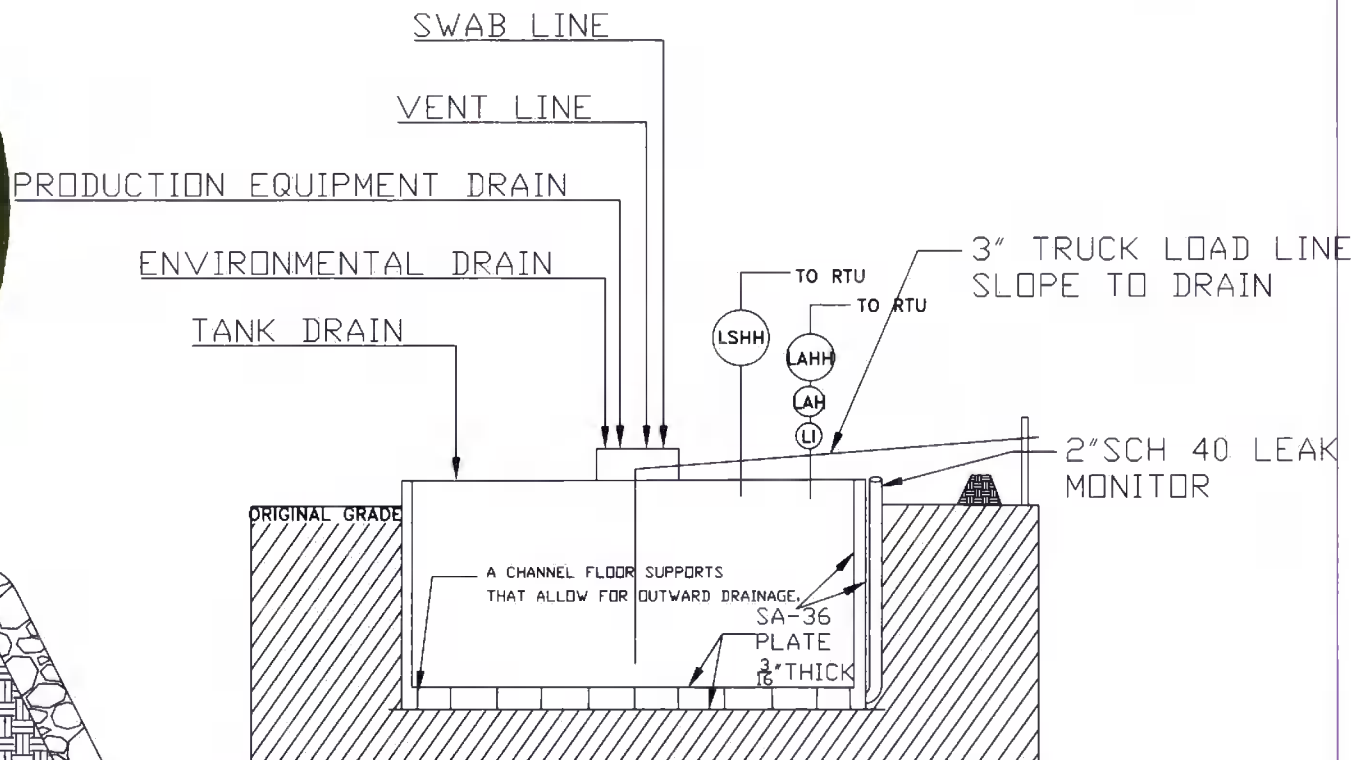 SWAB LINE
VENT LINE
PRODUCTION EQUIPMENT DRAIN
ENVIRONMENTAL DRAIN
TANK DRAIN
TO RTU
TO RTU
3" TRUCK LOAD LINE
SLOPE TO DRAIN
LSHH
LAHH
LAH
LI
2"SCH 40 LEAK
MONITOR
ORIGINAL GRADE
A CHANNEL FLOOR SUPPORTS
THAT ALLOW FOR OUTWARD DRAINAGE.
SA-36
PLATE
3/16"THICK